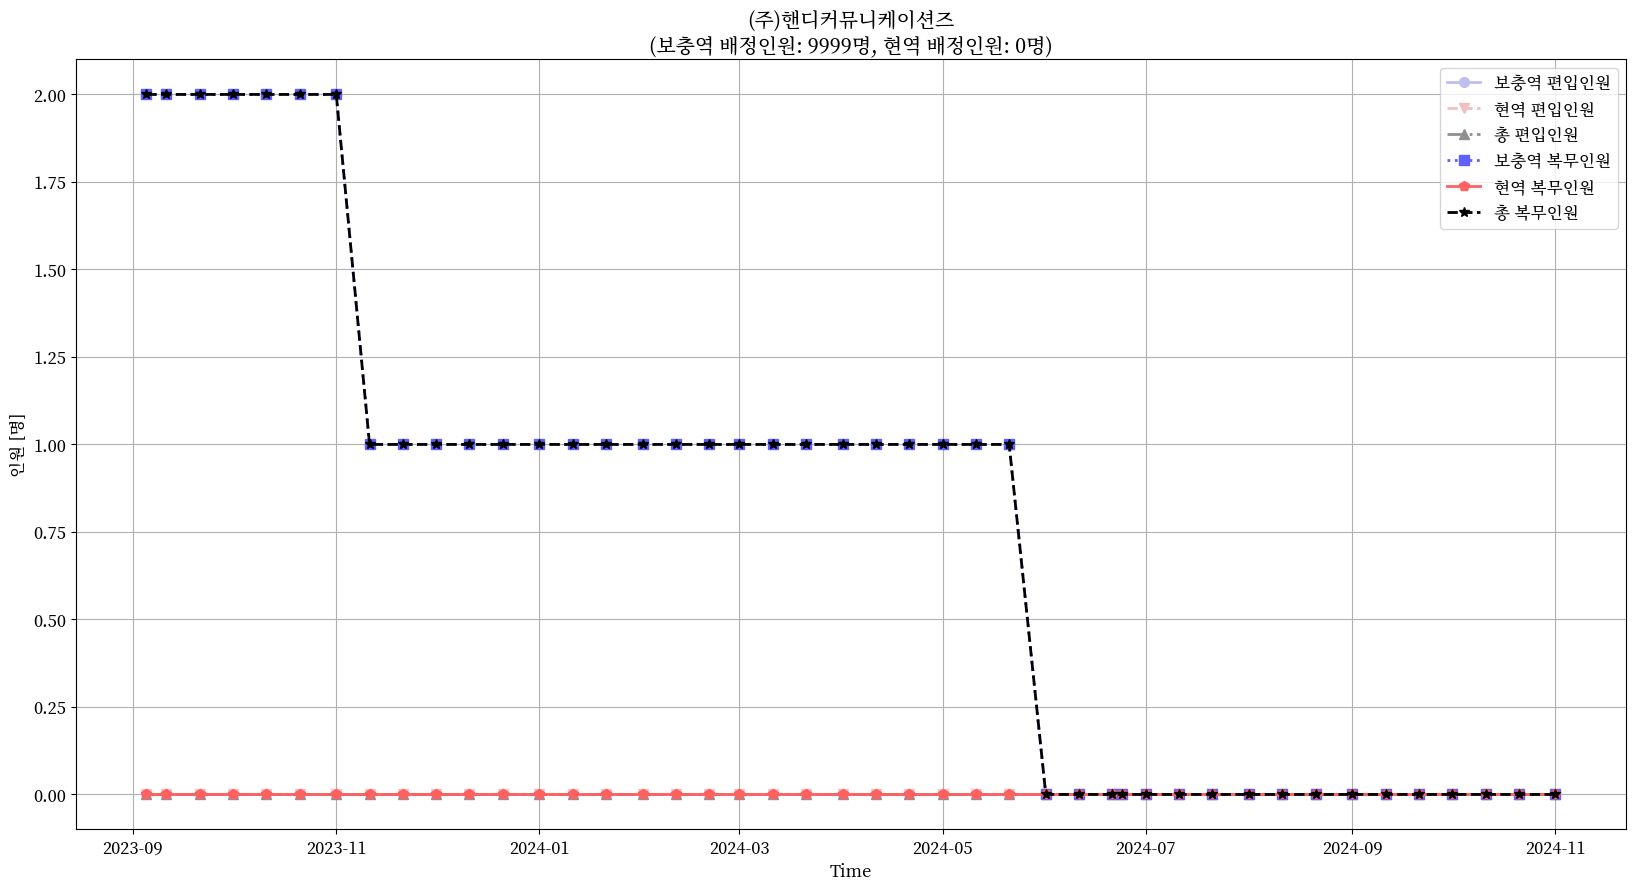 (주)핸디커뮤니케이션즈
(보충역 배정인원: 9999명, 현역 배정인원: 0명)
보충역 편입인원
현역 편입인원
총 편입인원
보충역 복무인원
현역 복무인원
총 복무인원
인원 [명]
2.00
1.75
1.50
1.25
1.00
0.75
0.50
0.25
0.00
2023-09 2023-11 2024-01 2024-03 2024-05 2024-07 2024-09 2024-11
Time